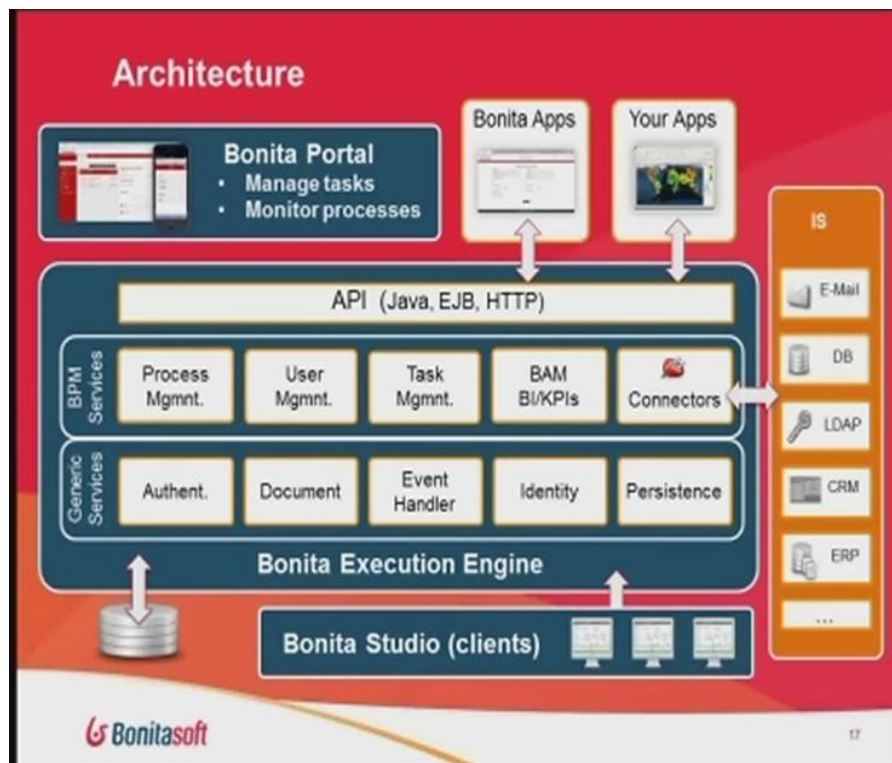 Architecture
Bonita Portal
• Manage tasks
• Monitor processes
Bonita Apps
Your Apps
IS
E-Mail
DB
LDAP
CRM
ERP
...
API (Java, EJB, HTTP)
BPM
Services
Process
Mgmnt.
User
Mgmnt.
Task
Mgmnt.
BAM
BI/KPIs
Connectors
Generic
Services
Authent.
Document
Event
Handler
Identity
Persistence
Bonita Execution Engine
Bonita Studio (clients)
Bonitasoft
17